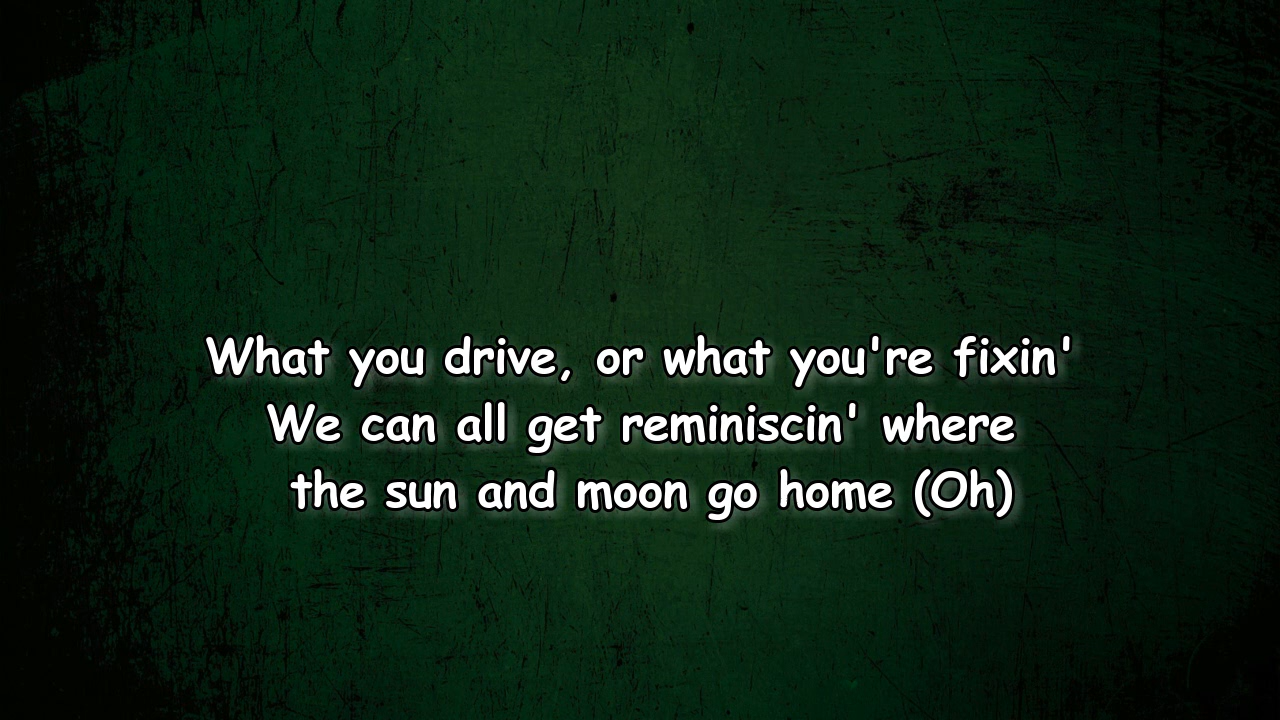 What you drive, or what you're fixin'
We can all get reminiscin' where
the sun and moon go home (Oh)